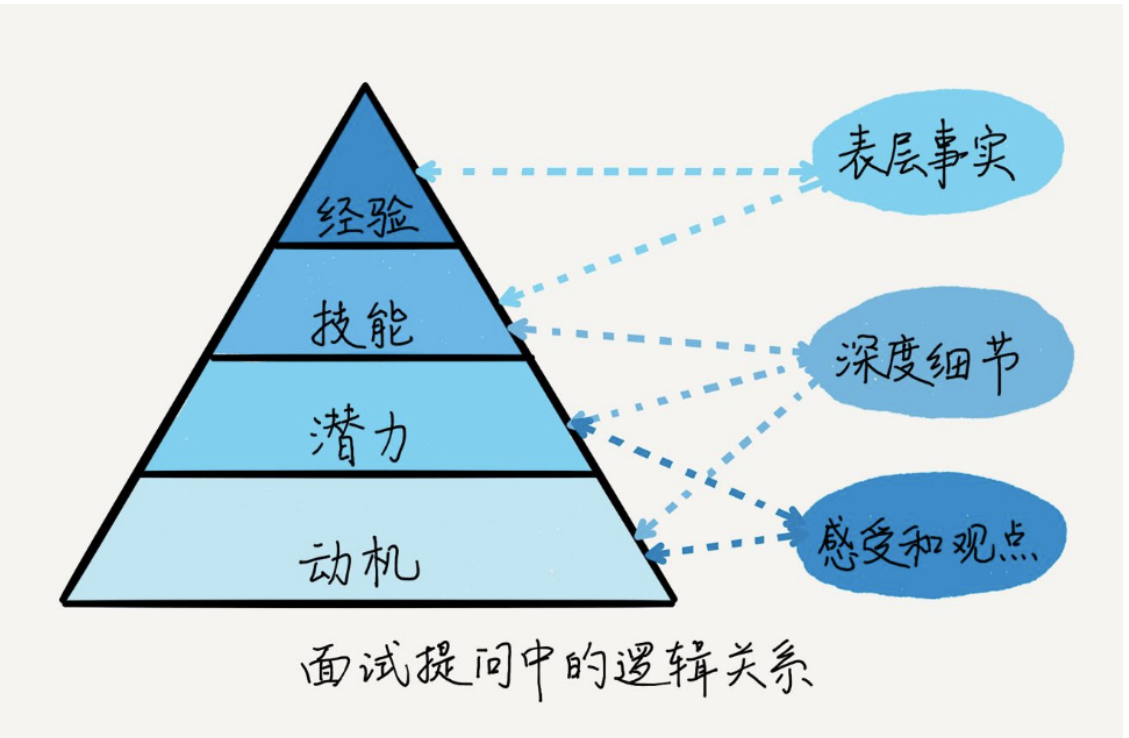 经验
表层事实
技能
深度细节
潜力
感受和观点
动机
面试提问中的逻辑关系